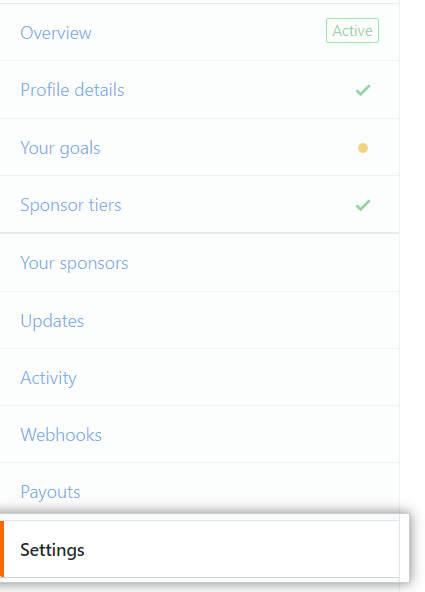 Overview Active
Profile details
Your goals
Sponsor tiers
Your sponsors
Updates
Activity
Webhooks
Payouts
Settings